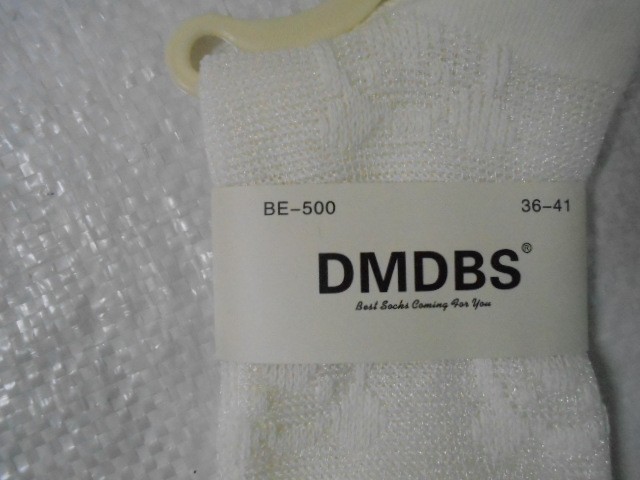 BE-500 36-41
DMDBS®
Best Socks Coming For You